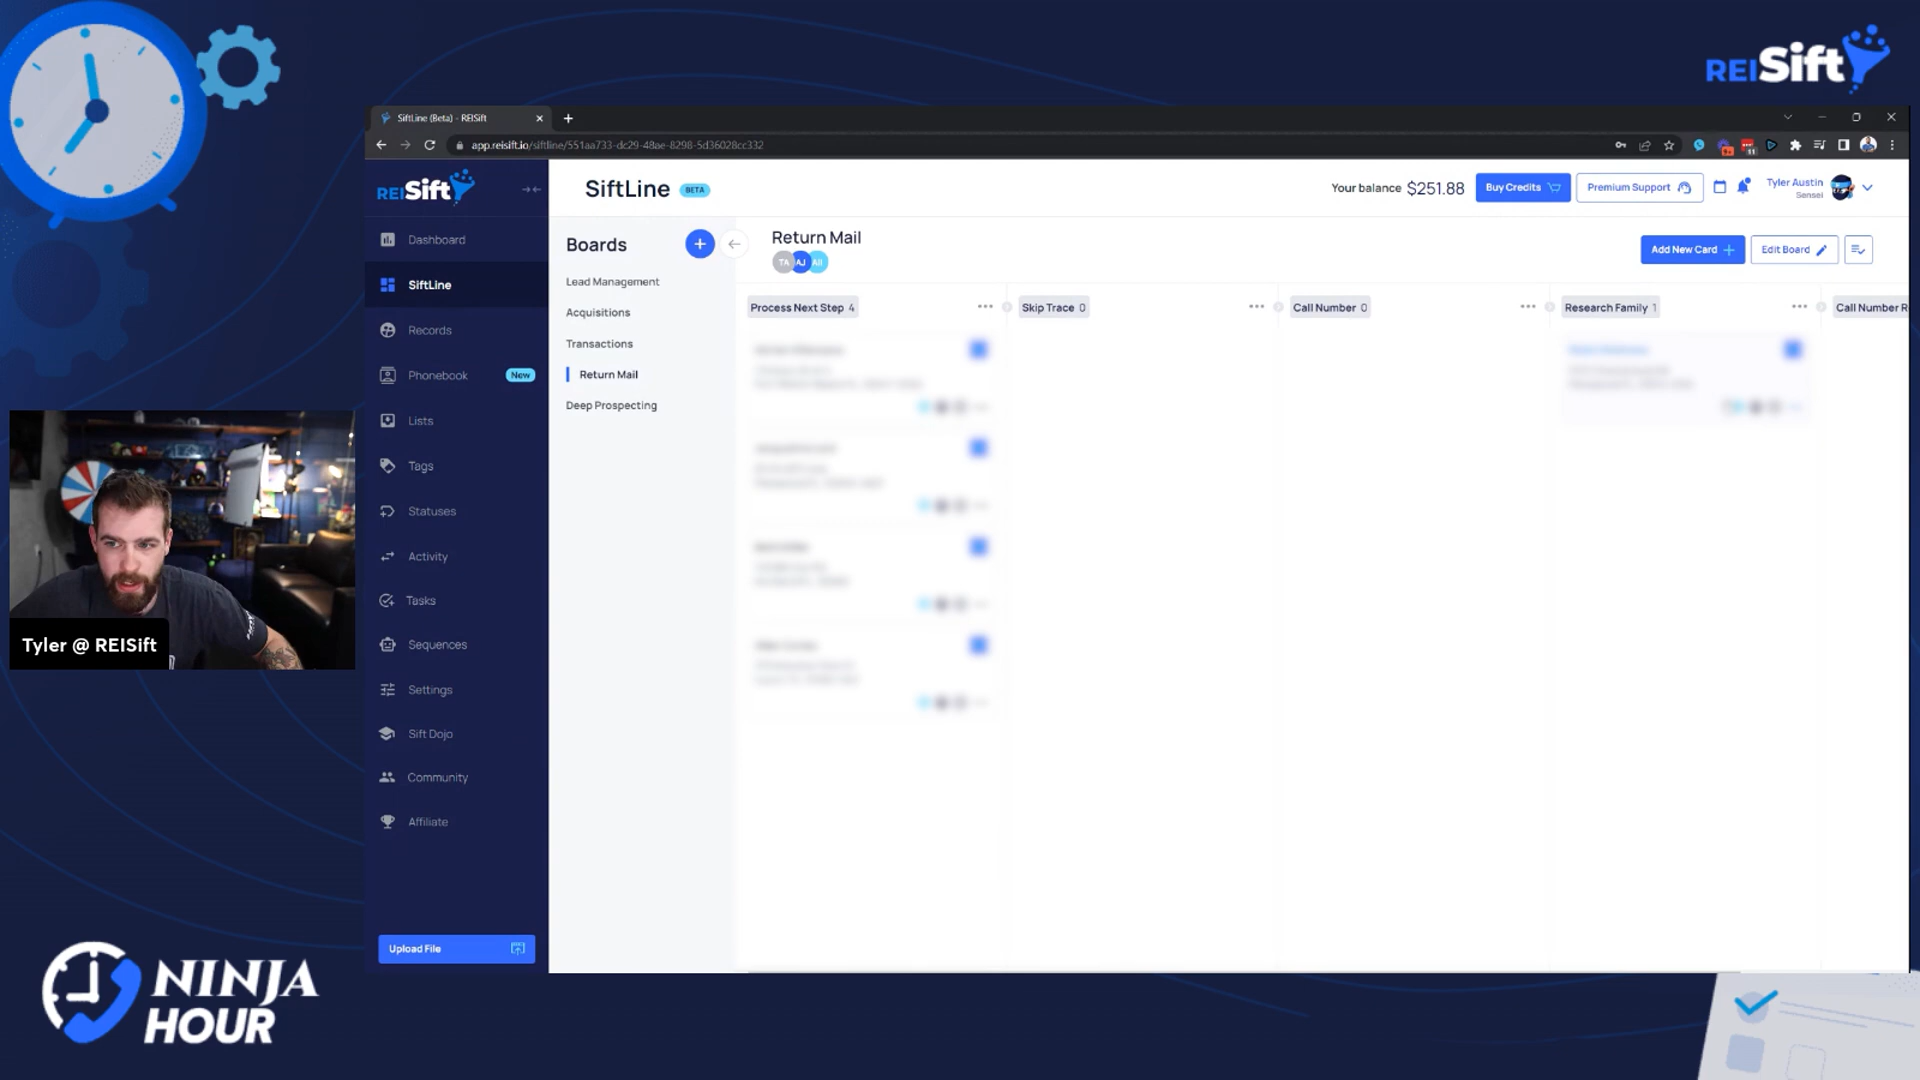 REISift
SiftLine (Beta) - REISift
app.reisift.io/siftline/551aa733-dc29-48ae-8298-5d36028cc332
REISift
SiftLine BETA
Your balance $251.88
Buy Credits
Premium Support
Tyler Austin
Sensei
Dashboard
SiftLine
Records
Phonebook New
Lists
Tags
Statuses
Activity
Tasks
Sequences
Settings
Sift Dojo
Community
Affiliate
Upload File
Boards
Lead Management
Acquisitions
Transactions
Return Mail
Deep Prospecting
Return Mail
TA AJ AH
Add New Card
Edit Board
Process Next Step 4
Skip Trace 0
Call Number 0
Research Family 1
Call Number R
Tyler @ REISift
NINJA
HOUR